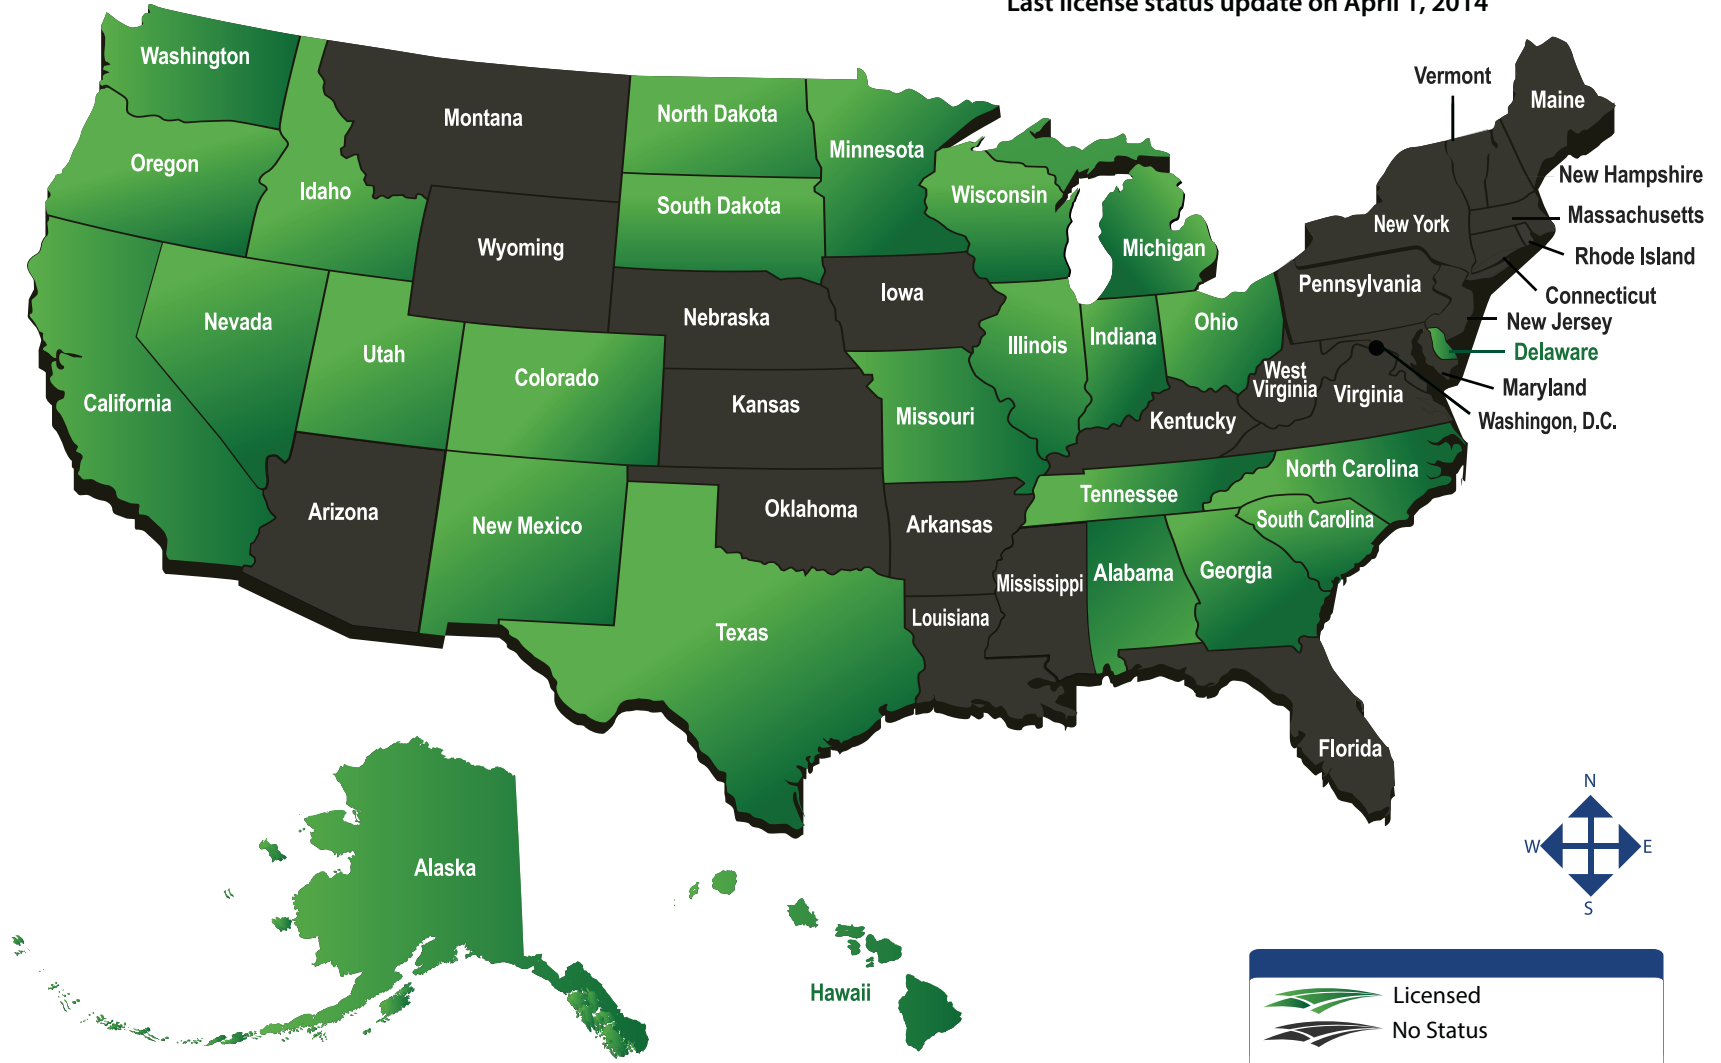 Last license status update on April 1, 2014
Washington
Montana
North Dakota
Minnesota
Vermont
Maine
Oregon
Idaho
Wyoming
South Dakota
Wisconsin
Michigan
New York
New Hampshire
Massachusetts
Rhode Island
Connecticut
New Jersey
Delaware
Maryland
Washingon, D.C.
Pennsylvania
Iowa
Nebraska
Nevada
Utah
Colorado
California
Kansas
Missouri
Illinois
Indiana
Ohio
West
Virginia
Virginia
Kentucky
Tennessee
North Carolina
South Carolina
Arizona
New Mexico
Oklahoma
Arkansas
Mississippi
Alabama
Georgia
Louisiana
Texas
Florida
Alaska
Hawaii
N
W
E
S
Licensed
No Status